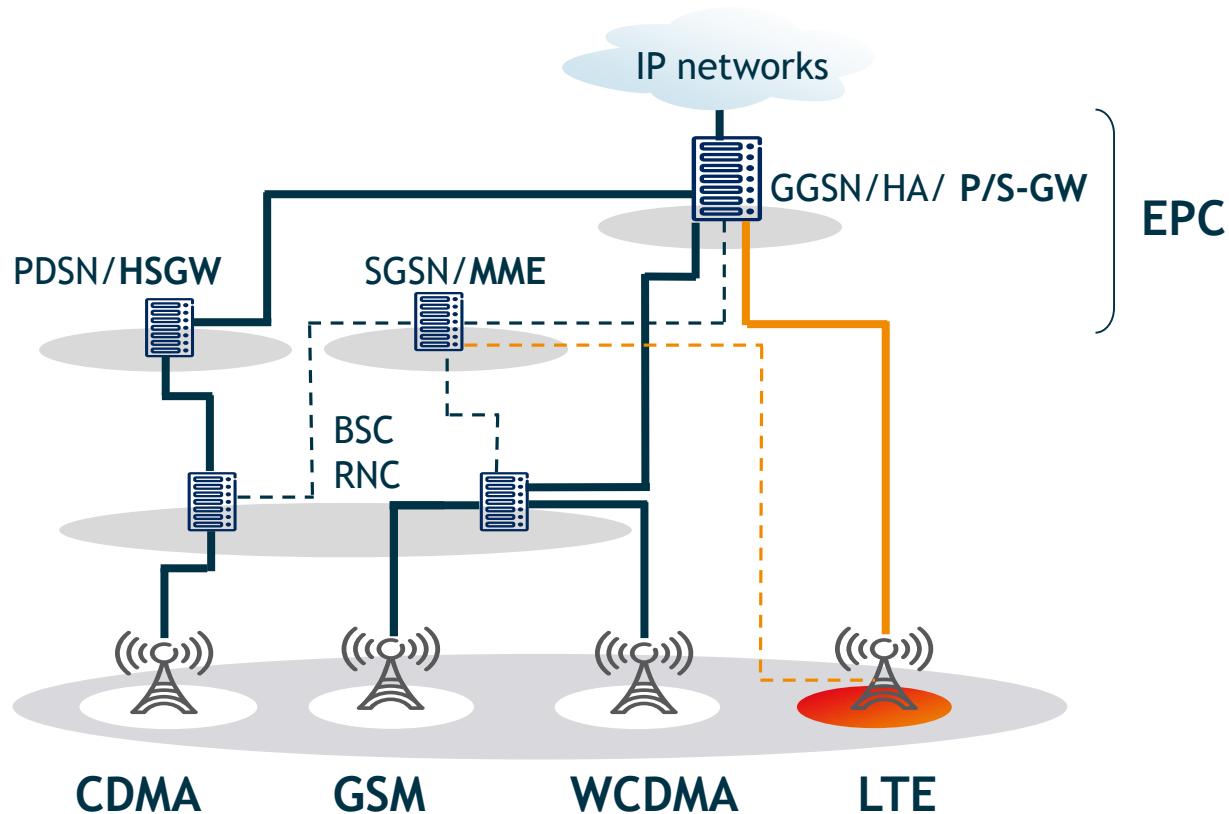 IP networks
GGSN/HA/ P/S-GW
EPC
PDSN/HSGW
SGSN/MME
BSC
RNC
CDMA
GSM
WCDMA
LTE